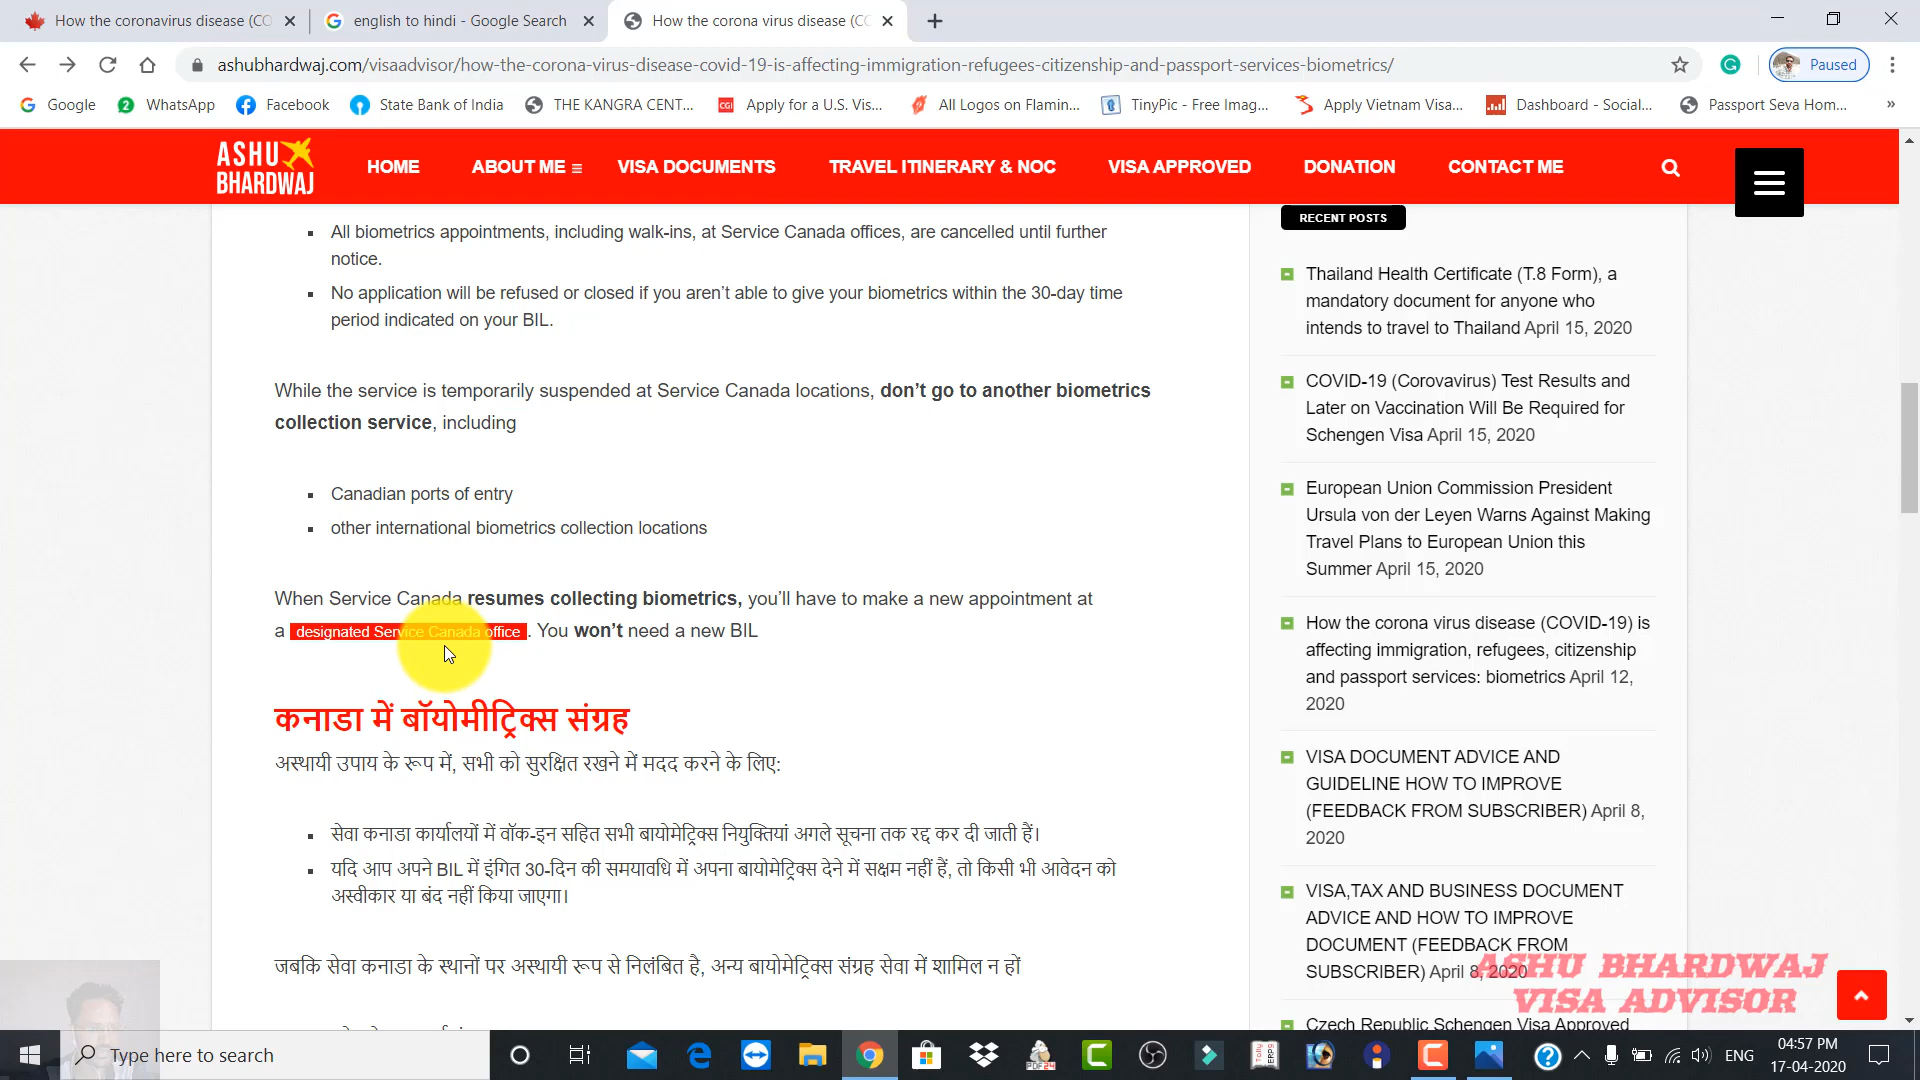 How the coronavirus disease (CO
english to hindi - Google Search
How the corona virus disease (CO
ashubhardwaj.com/visaadvisor/how-the-corona-virus-disease-covid-19-is-affecting-immigration-refugees-citizenship-and-passport-services-biometrics/
Paused
Google
WhatsApp
Facebook
State Bank of India
THE KANGRA CENT...
Apply for a U.S. Vis...
All Logos on Flamin...
TinyPic - Free Imag...
Apply Vietnam Visa...
Dashboard - Social...
Passport Seva Hom...
»
ASHU
BHARDWAJ
HOME
ABOUT ME
VISA DOCUMENTS
TRAVEL ITINERARY & NOC
VISA APPROVED
DONATION
CONTACT ME
All biometrics appointments, including walk-ins, at Service Canada offices, are cancelled until further
notice.
No application will be refused or closed if you aren’t able to give your biometrics within the 30-day time
period indicated on your BIL.
While the service is temporarily suspended at Service Canada locations, don’t go to another biometrics
collection service, including
Canadian ports of entry
other international biometrics collection locations
When Service Canada resumes collecting biometrics, you’ll have to make a new appointment at
a designated Service Canada office. You won’t need a new BIL
कनाडा में बॉयोमीट्रिक्स संग्रह
अस्थायी उपाय के रूप में, सभी को सुरक्षित रखने में मदद करने के लिए:
सेवा कनाडा कार्यालयों में वॉक-इन सहित सभी बायोमेट्रिक्स नियुक्तियां अगले सूचना तक रद्द कर दी जाती हैं।
यदि आप अपने BIL में इंगित 30-दिन की समयावधि में अपना बायोमेट्रिक्स देने में सक्षम नहीं हैं, तो किसी भी आवेदन को
अस्वीकार या बंद नहीं किया जाएगा।
जबकि सेवा कनाडा के स्थानों पर अस्थायी रूप से निलंबित है, अन्य बायोमेट्रिक्स संग्रह सेवा में शामिल न हों
RECENT POSTS
Thailand Health Certificate (T.8 Form), a
mandatory document for anyone who
intends to travel to Thailand April 15, 2020
COVID-19 (Corovavirus) Test Results and
Later on Vaccination Will Be Required for
Schengen Visa April 15, 2020
European Union Commission President
Ursula von der Leyen Warns Against Making
Travel Plans to European Union this
Summer April 15, 2020
How the corona virus disease (COVID-19) is
affecting immigration, refugees, citizenship
and passport services: biometrics April 12,
2020
VISA DOCUMENT ADVICE AND
GUIDELINE HOW TO IMPROVE
(FEEDBACK FROM SUBSCRIBER) April 8,
2020
VISA,TAX AND BUSINESS DOCUMENT
ADVICE AND HOW TO IMPROVE
DOCUMENT (FEEDBACK FROM
SUBSCRIBER) April 8, 2020
Czech Republic Schengen Visa Approved
ASHU BHARDWAJ
VISA ADVISOR
Type here to search
ENG
04:57 PM
17-04-2020